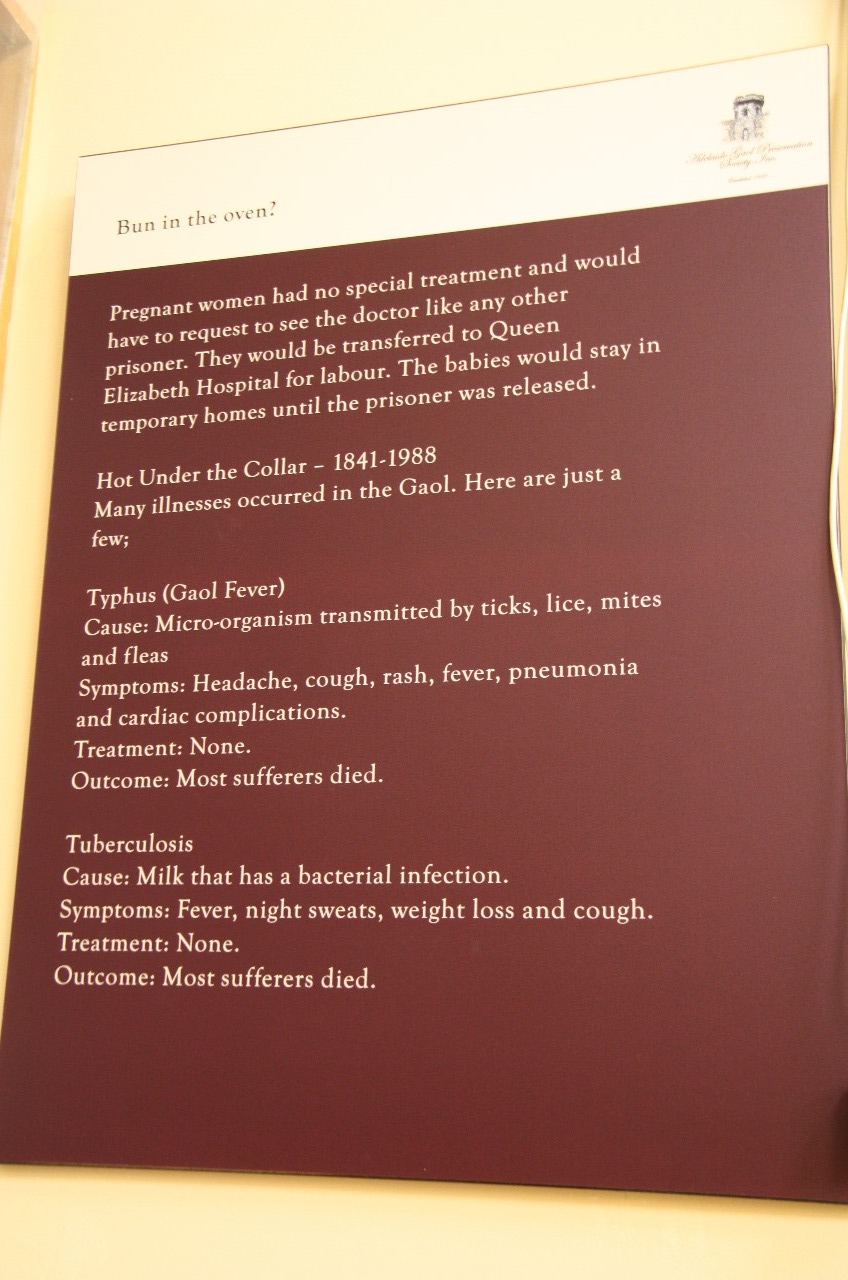 Adelaide Gaol Preservation
Society Inc.
Bun in the oven?
Pregnant women had no special treatment and would
have to request to see the doctor like any other
prisoner. They would be transferred to Queen
Elizabeth Hospital for labour. The babies would stay in
temporary homes until the prisoner was released.
Hot Under the Collar – 1841-1988
Many illnesses occurred in the Gaol. Here are just a
few;
Typhus (Gaol Fever)
Cause: Micro-organism transmitted by ticks, lice, mites
and fleas
Symptoms: Headache, cough, rash, fever, pneumonia
and cardiac complications.
Treatment: None.
Outcome: Most sufferers died.
Tuberculosis
Cause: Milk that has a bacterial infection.
Symptoms: Fever, night sweats, weight loss and cough.
Treatment: None.
Outcome: Most sufferers died.